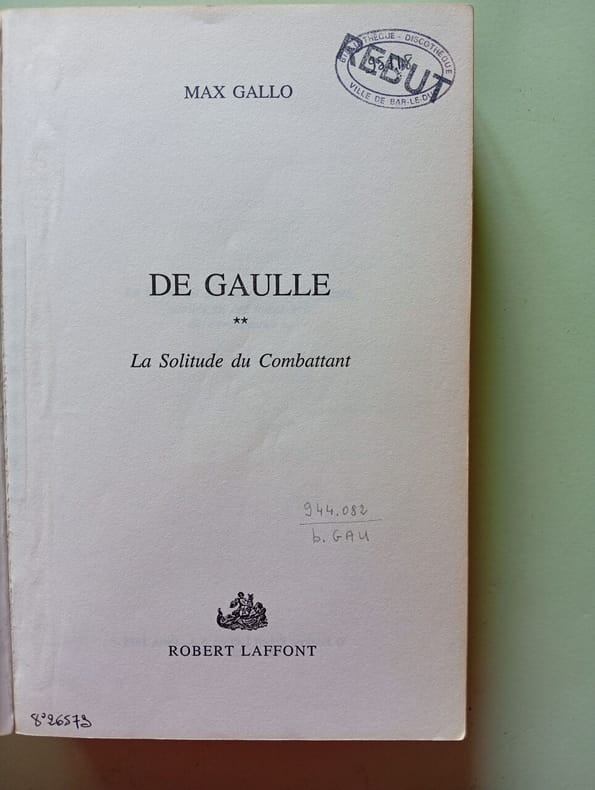 MAX GALLO
BIBLIOTHÈQUE - DISCOTHÈQUE
REBUT
VILLE DE BAR-LE-DUC
DE GAULLE
**
La Solitude du Combattant
944.082
b. GAU
ROBERT LAFFONT
8°26579